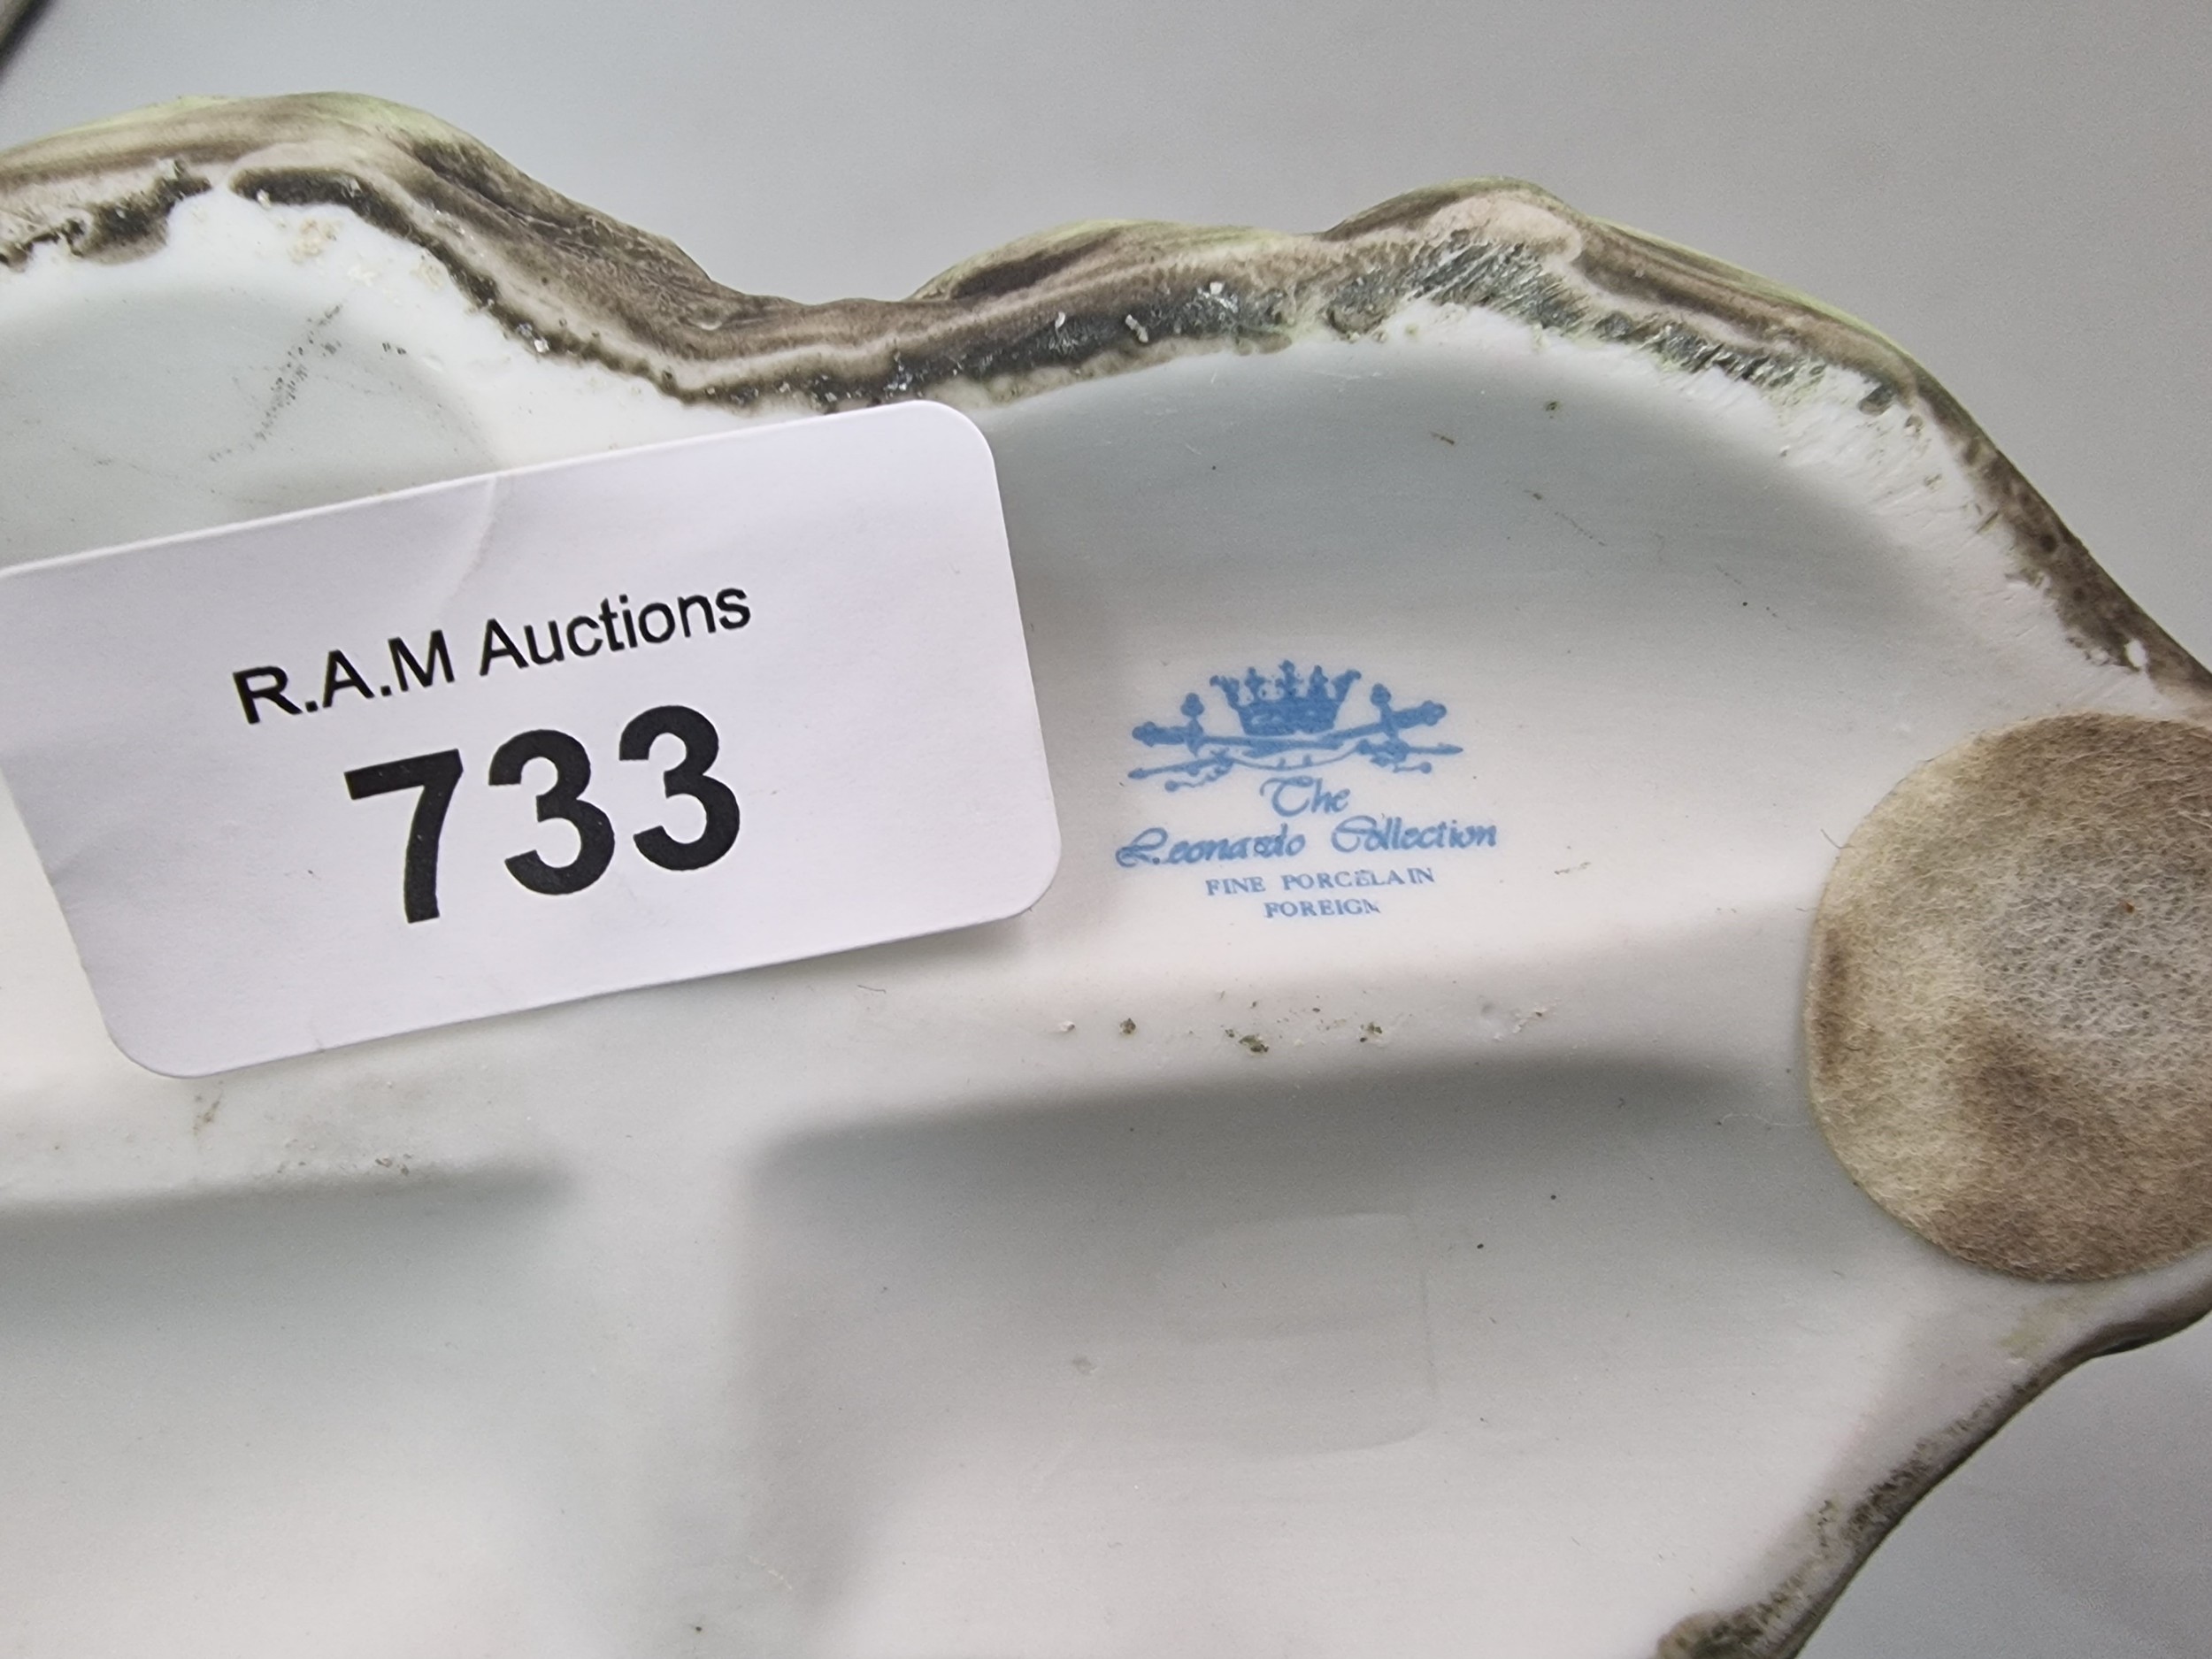 R.A.M Auctions
733
The
Leonardo Collection
FINE PORCELAIN
FOREIGN